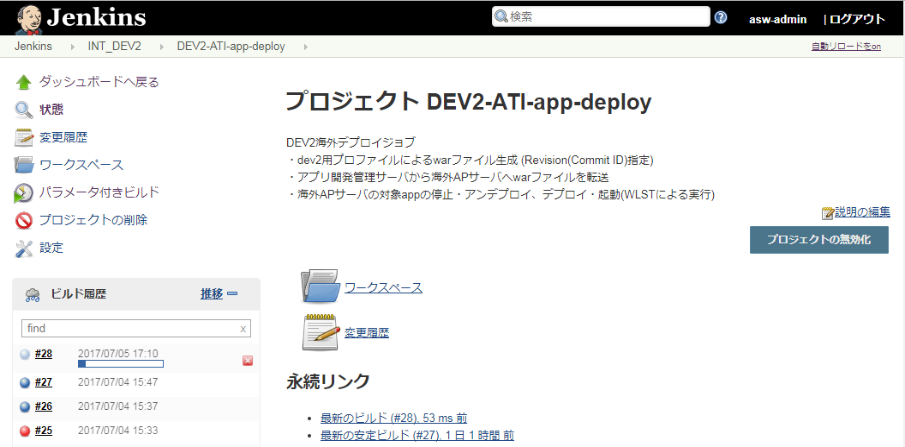 Jenkins
検索
asw-admin | ログアウト
Jenkins INT_DEV2 DEV2-ATI-app-deploy
自動リロードをon
ダッシュボードへ戻る
状態
変更履歴
ワークスペース
パラメータ付きビルド
プロジェクトの削除
設定
ビルド履歴 推移
find x
#28 2017/07/05 17:10
#27 2017/07/04 15:47
#26 2017/07/04 15:37
#25 2017/07/04 15:33
プロジェクト DEV2-ATI-app-deploy
DEV2海外デプロイジョブ
・dev2用プロファイルによるwarファイル生成 (Revision(Commit ID)指定)
・アプリ開発管理サーバから海外APサーバへwarファイルを転送
・海外APサーバの対象appの停止・アンデプロイ、デプロイ・起動(WLSTによる実行)
説明の編集
プロジェクトの無効化
ワークスペース
変更履歴
永続リンク
最新のビルド (#28), 53 ms 前
最新の安定ビルド (#27), 1 日 1 時間 前